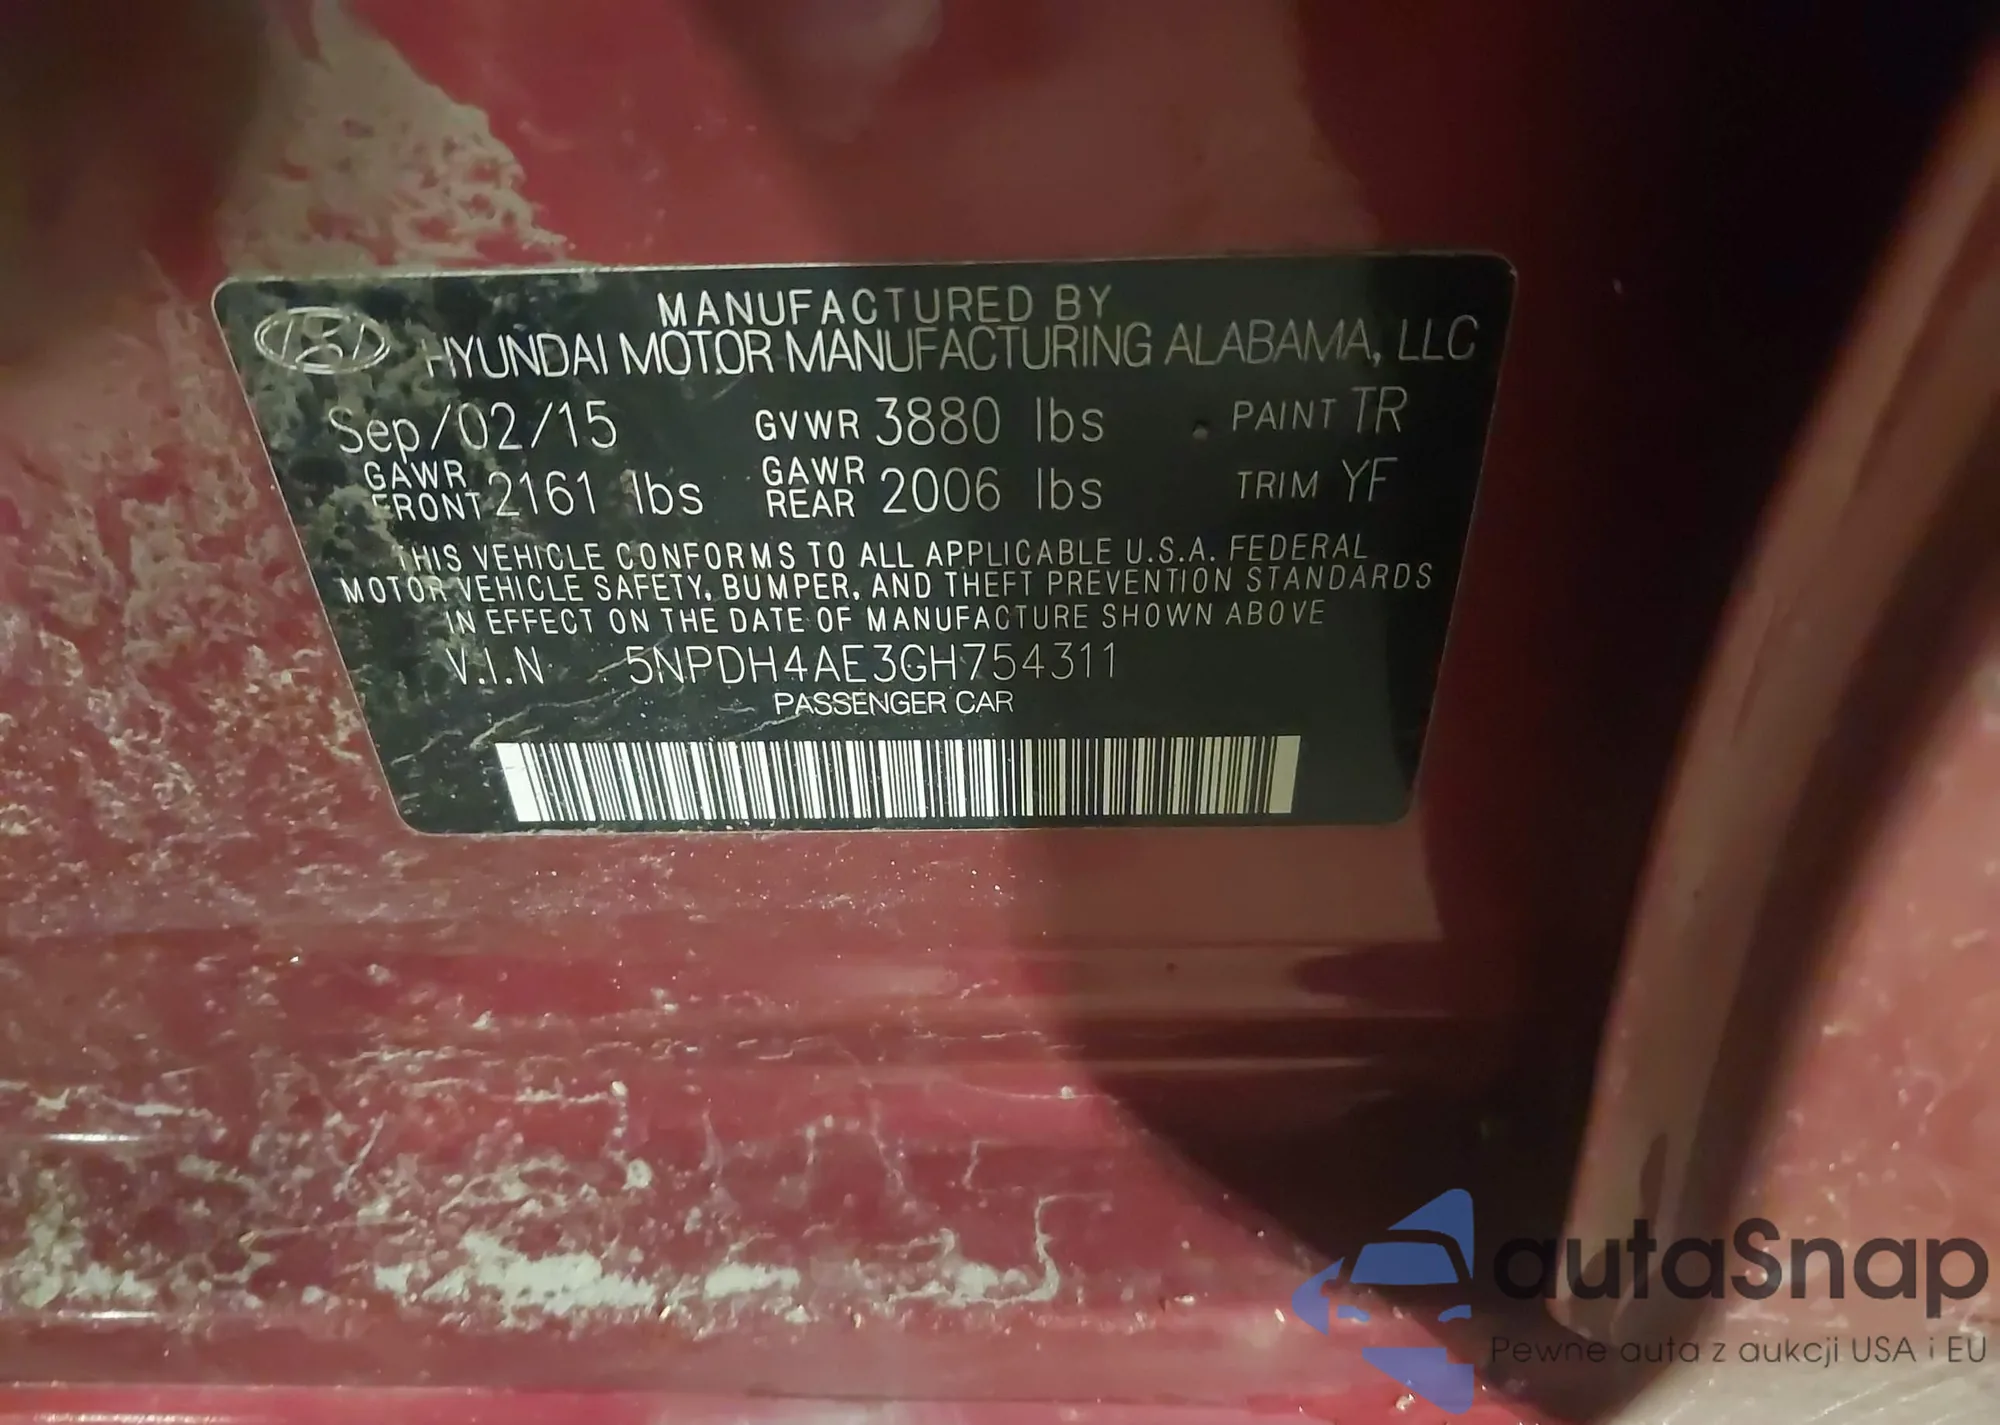 MANUFACTURED BY
HYUNDAI MOTOR MANUFACTURING ALABAMA, LLC
Sep/02/15 GVWR 3880 lbs PAINT TR
GAWR FRONT 2161 lbs GAWR REAR 2006 lbs TRIM YF
THIS VEHICLE CONFORMS TO ALL APPLICABLE U.S.A. FEDERAL
MOTOR VEHICLE SAFETY, BUMPER, AND THEFT PREVENTION STANDARDS
IN EFFECT ON THE DATE OF MANUFACTURE SHOWN ABOVE
V.I.N 5NPDH4AE3GH754311
PASSENGER CAR
autaSnap
Pewne auta z aukcji USA i EU